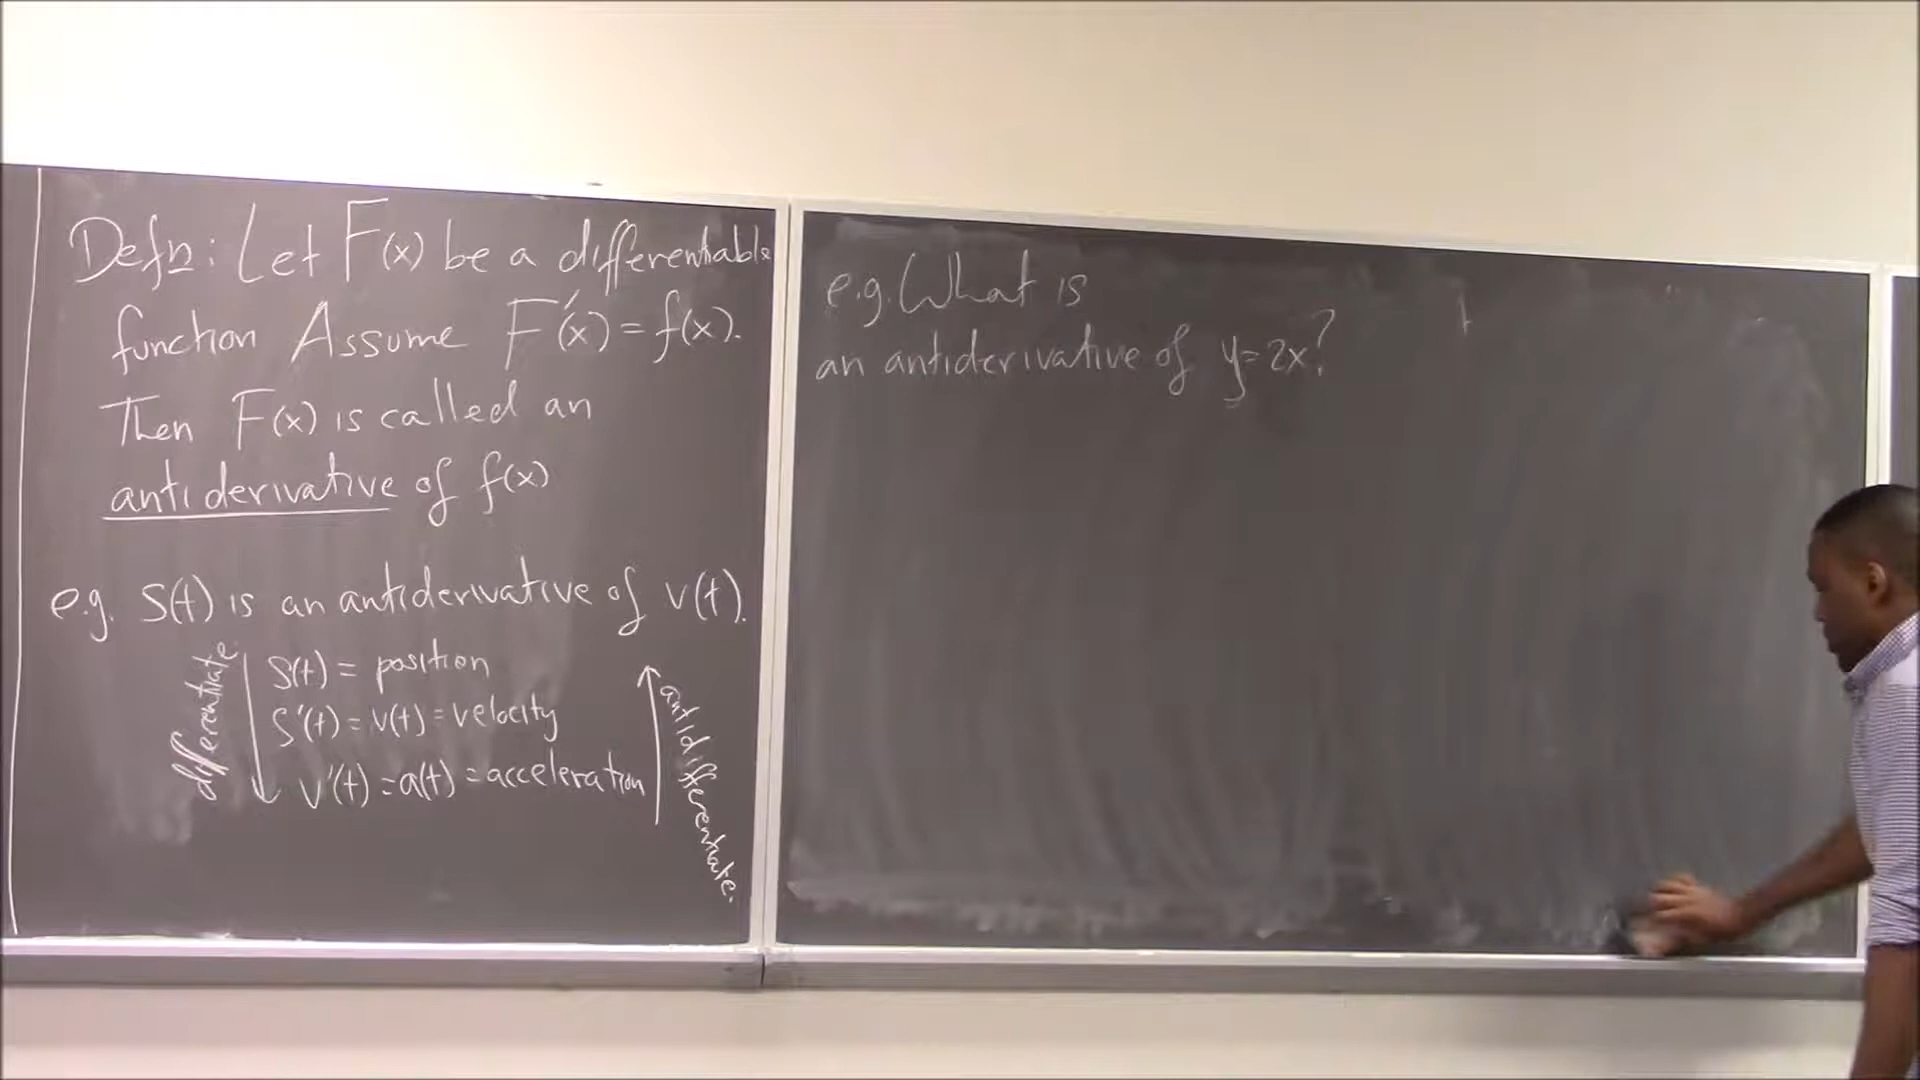 Defn: Let F(x) be a differentiable
function Assume F'(x) = f(x).
Then F(x) is called an
antiderivative of f(x)
e.g. S(t) is an antiderivative of v(t).
differentiate
S(t) = position
S'(t) = v(t) = velocity
v'(t) = a(t) = acceleration
antidifferentiate.
e.g. What is
an antiderivative of y=2x?